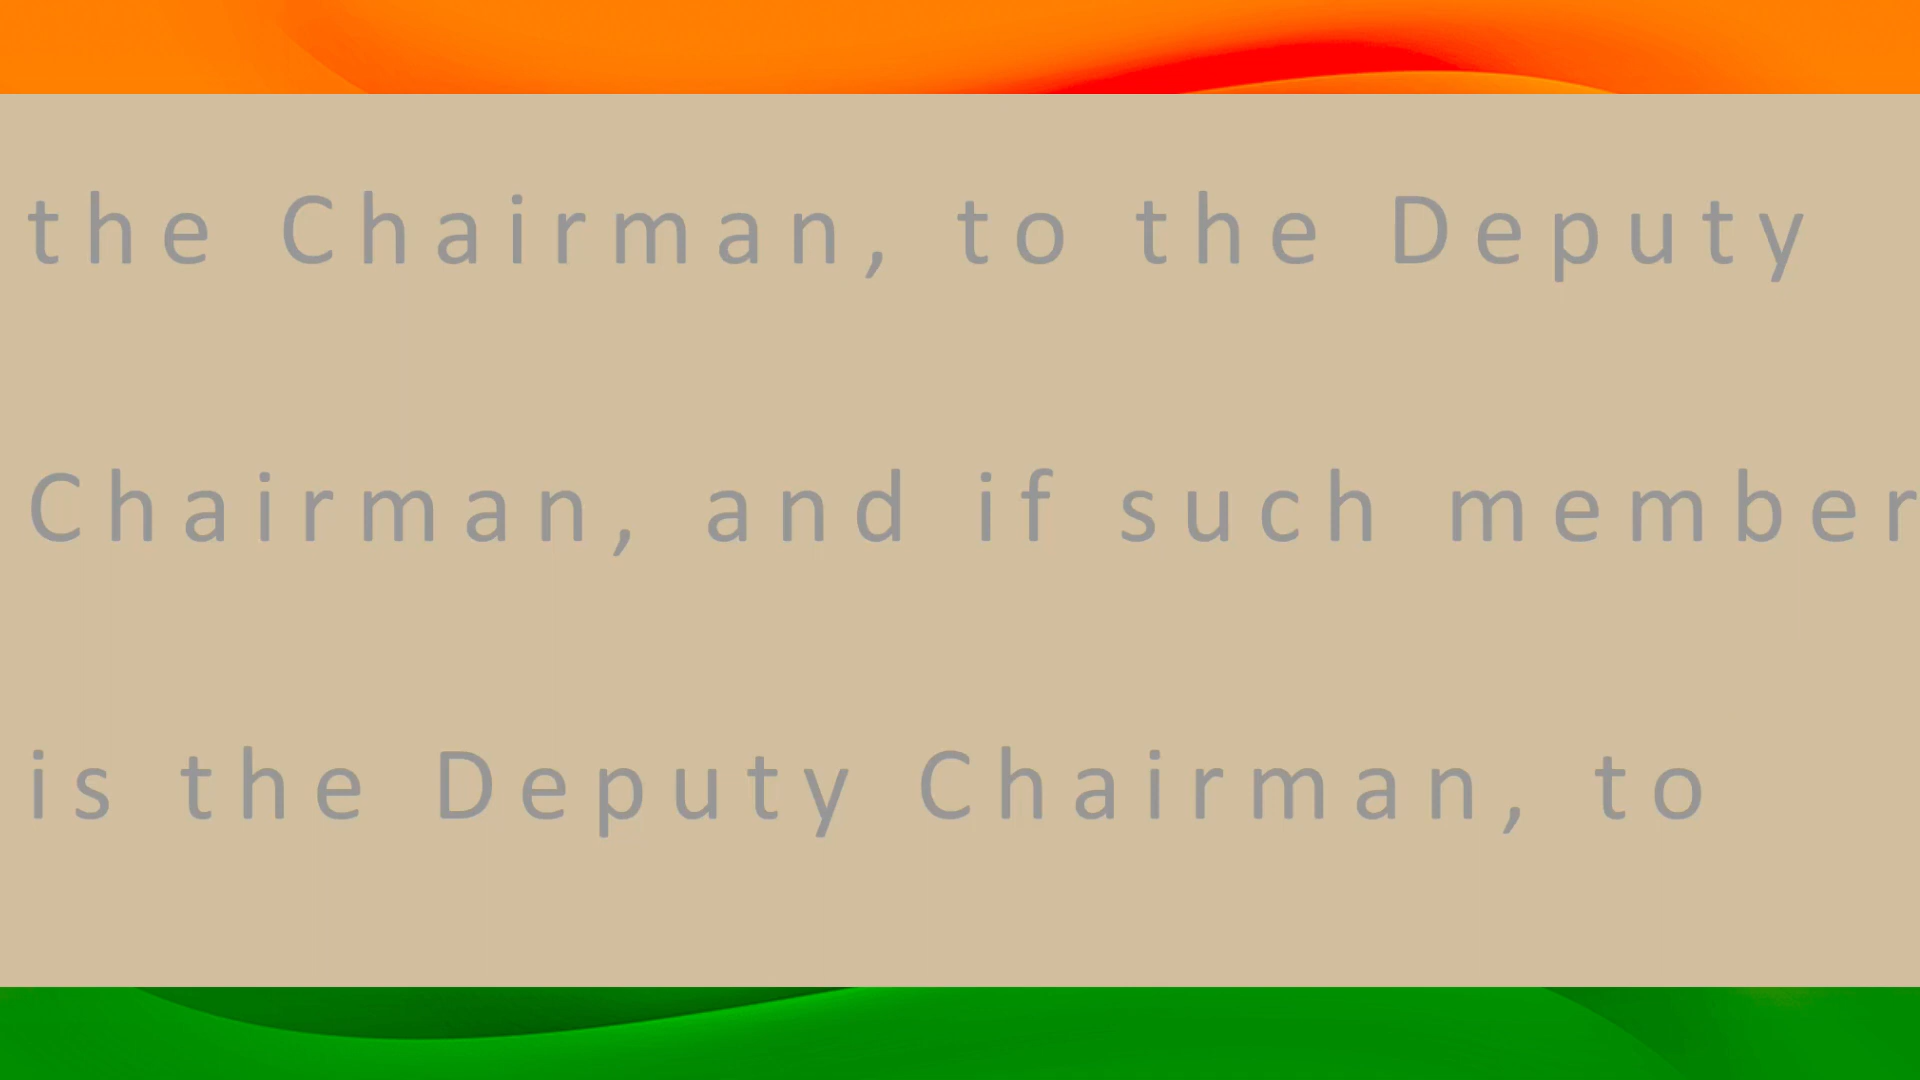 the Chairman, to the Deputy
Chairman, and if such member
is the Deputy Chairman, to